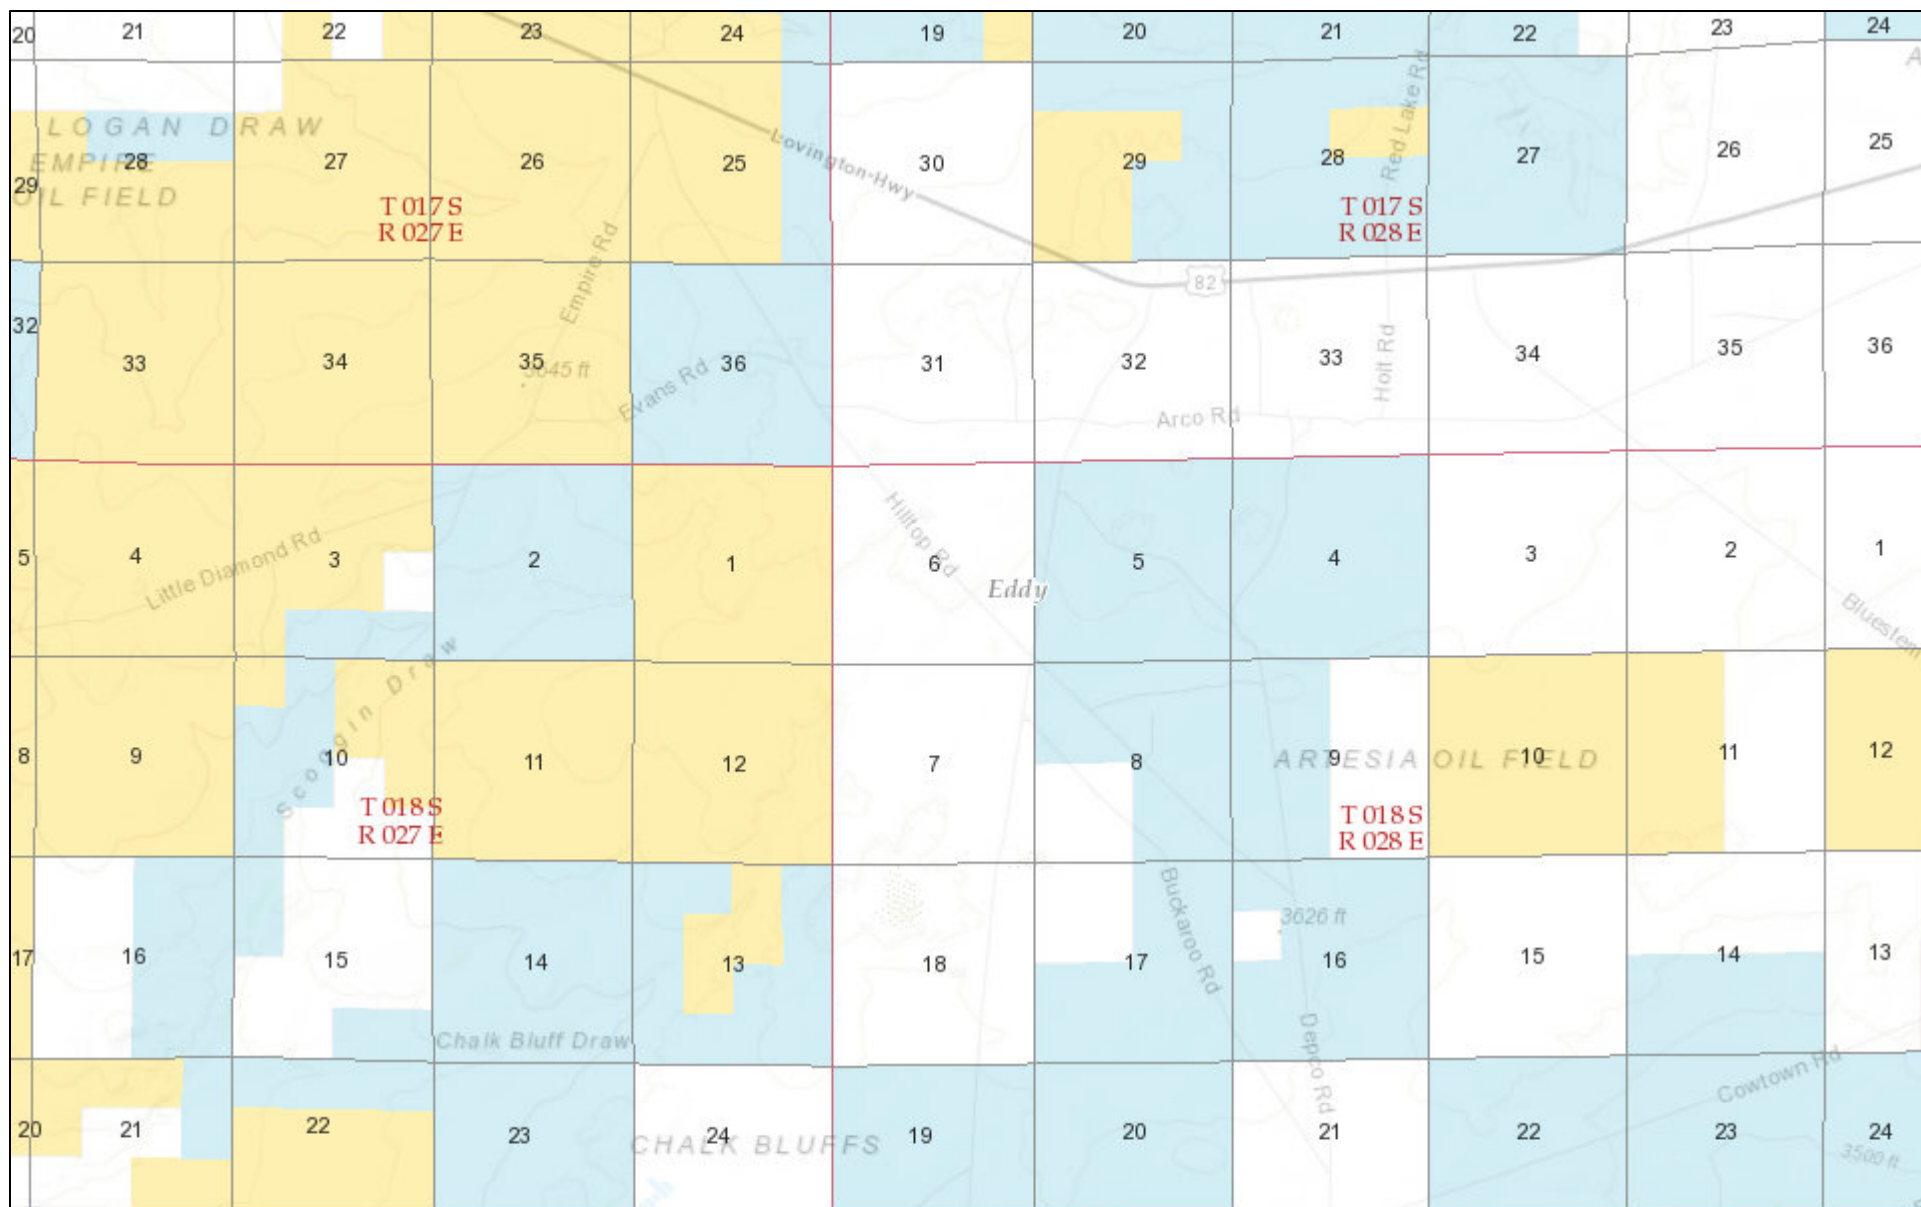 20 21 22 23 24 19 20 21 22 23 24
LOGAN DRAW
EMPIRE
OIL FIELD
28 27 26 25 30 29 28 27 26 25
29
Lovington Hwy
Red Lake Rd
T 017 S
R 027 E
T 017 S
R 028 E
Empire Rd
82
32 33 34 35 36 31 32 33 34 35 36
3645 ft
Evans Rd
Holt Rd
Arco Rd
5 4 3 2 1 6 5 4 3 2 1
Little Diamond Rd
Hilltop Rd
Eddy
Bluestem
Scoggin Draw
8 9 10 11 12 7 8 9 10 11 12
ARTESIA OIL FIELD
T 018 S
R 027 E
T 018 S
R 028 E
Buckaroo Rd
3626 ft
17 16 15 14 13 18 17 16 15 14 13
Chalk Bluff Draw
Depco Rd
Cowtown Rd
20 21 22 23 24 19 20 21 22 23 24
CHALK BLUFFS
3500 ft